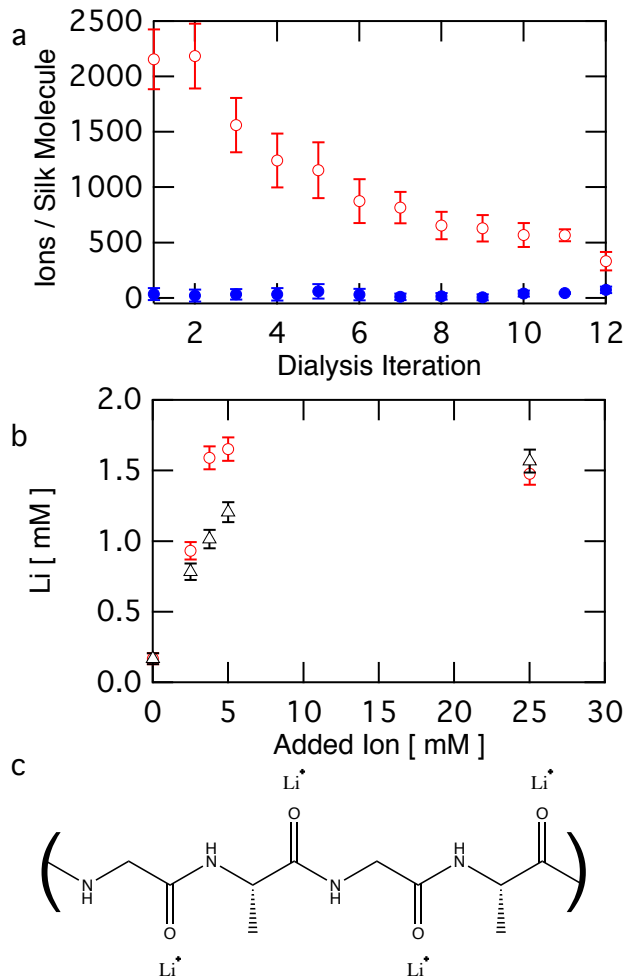 a
Ions / Silk Molecule
2500
2000
1500
1000
500
0
2 4 6 8 10 12
Dialysis Iteration
b
Li [ mM ]
2.0
1.5
1.0
0.5
0.0
0 5 10 15 20 25 30
Added Ion [ mM ]
c
Li+ Li+
O O
H H
( N N )
N N
H H
O O
Li+ Li+